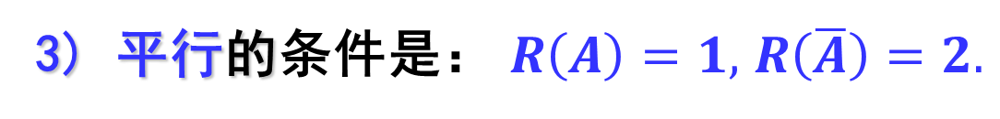 3) 平行的条件是： R(A) = 1, R(A̅) = 2.